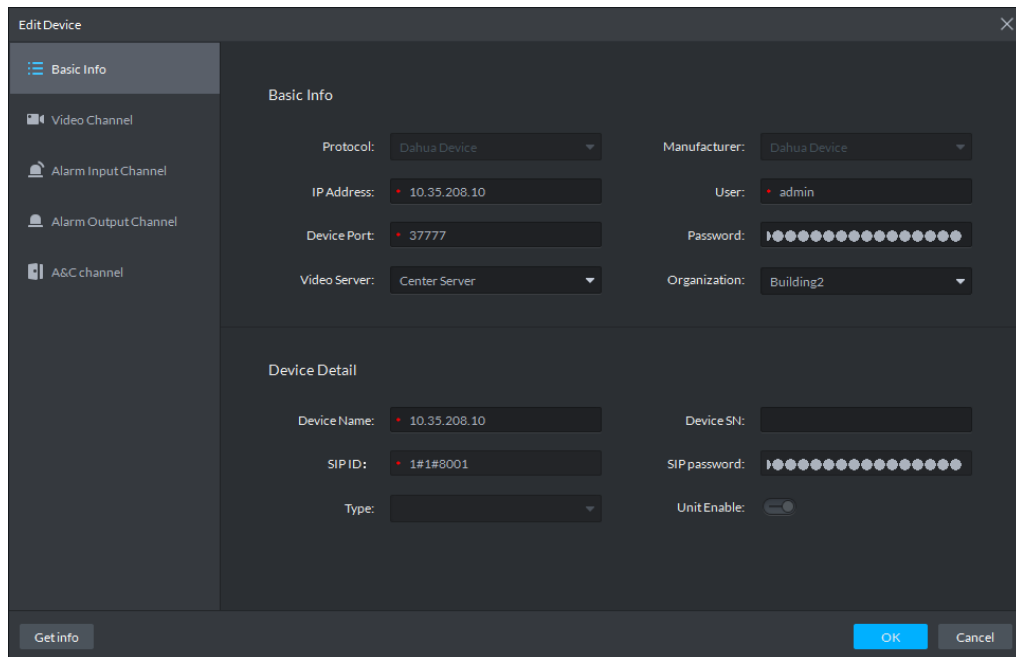 Edit Device
Basic Info
Video Channel
Alarm Input Channel
Alarm Output Channel
A&C channel
Basic Info
Protocol: Dahua Device Manufacturer: Dahua Device
IP Address: * 10.35.208.10 User: * admin
Device Port: * 37777 Password:
Video Server: Center Server Organization: Building2
Device Detail
Device Name: * 10.35.208.10 Device SN:
SIP ID: * 1#1#8001 SIP password:
Type: Unit Enable:
Get info OK Cancel